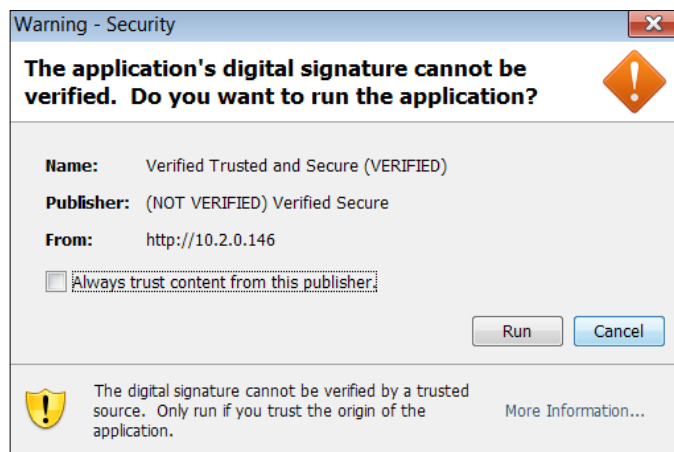 Warning - Security
The application's digital signature cannot be
verified.  Do you want to run the application?
Name: Verified Trusted and Secure (VERIFIED)
Publisher: (NOT VERIFIED) Verified Secure
From: http://10.2.0.146
Always trust content from this publisher.
Run Cancel
The digital signature cannot be verified by a trusted
source.  Only run if you trust the origin of the
application.
More Information...